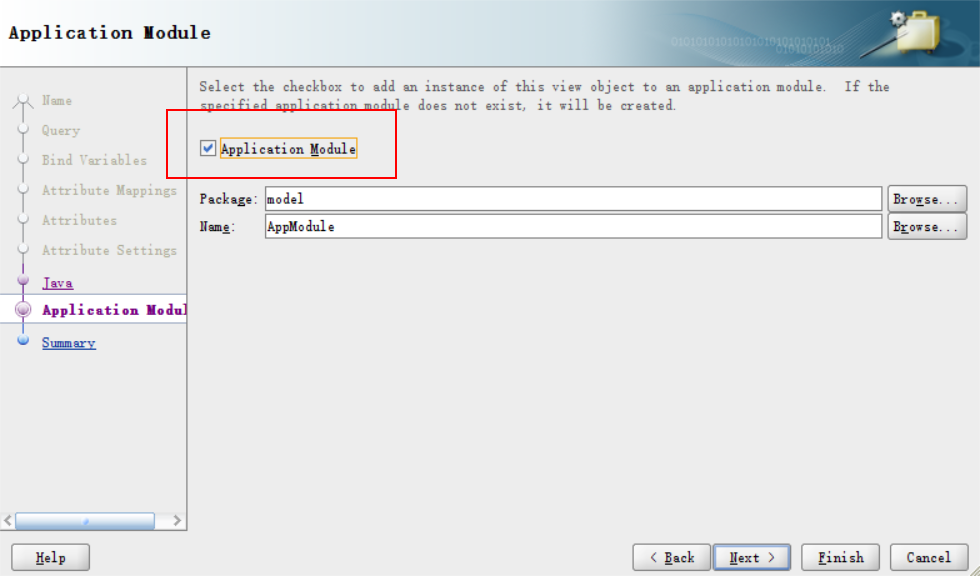 Application Module
01010101010101010101010101
01010101010
Name
Query
Bind Variables
Attribute Mappings
Attributes
Attribute Settings
Java
Application Modul
Summary
Select the checkbox to add an instance of this view object to an application module. If the
specified application module does not exist, it will be created.
Application Module
Package: model Browse...
Name: AppModule Browse...
Help < Back Next > Finish Cancel